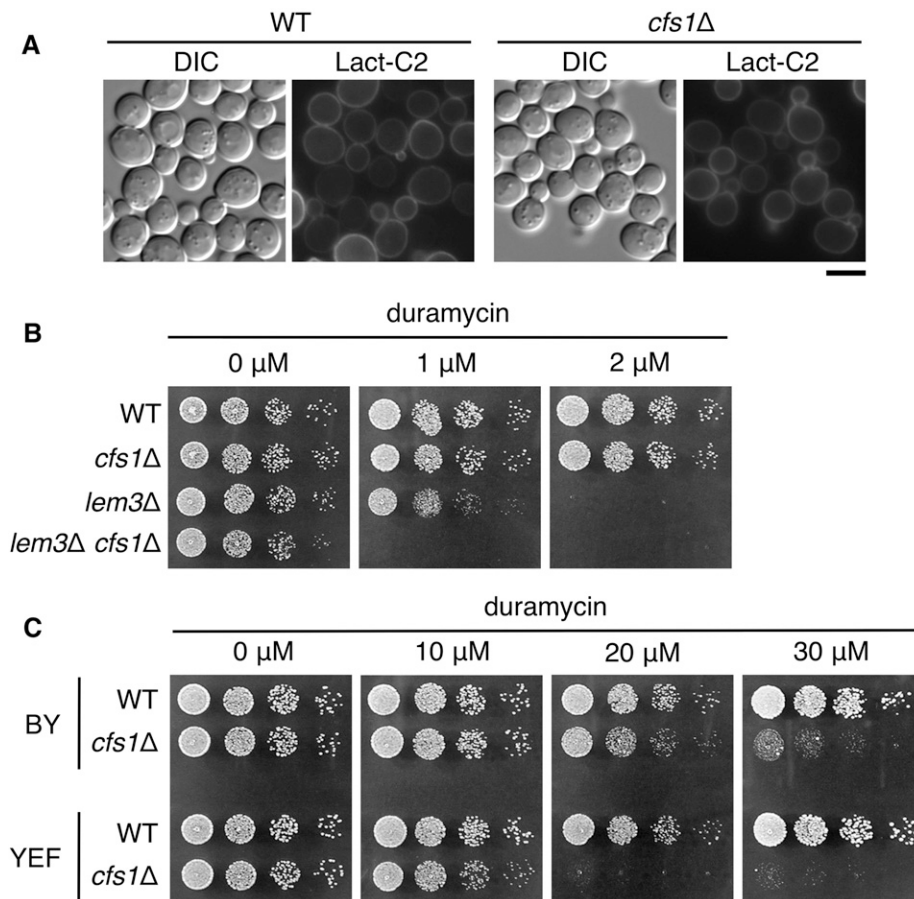 A
WT cfs1Δ
DIC Lact-C2 DIC Lact-C2
B
duramycin
0 µM 1 µM 2 µM
WT
cfs1Δ
lem3Δ
lem3Δ cfs1Δ
C
duramycin
0 µM 10 µM 20 µM 30 µM
BY
WT
cfs1Δ
YEF
WT
cfs1Δ